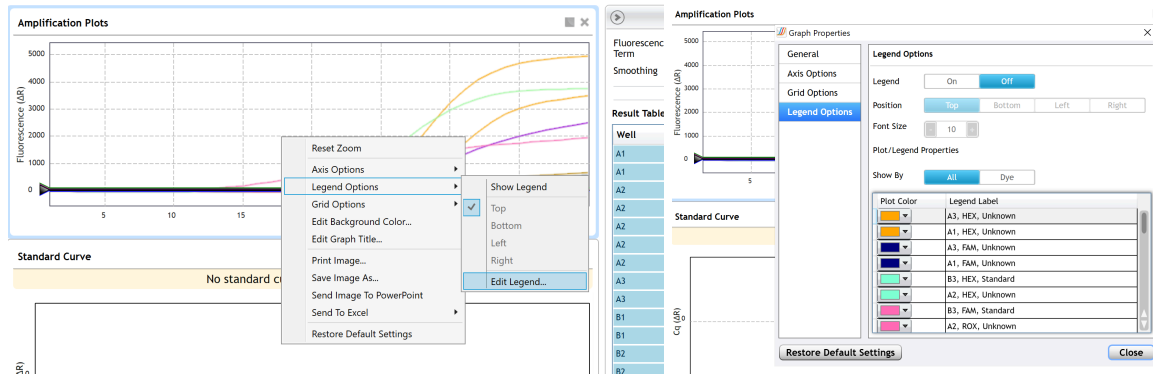 Amplification Plots
5000
4000
3000
2000
1000
0
Fluorescence (ΔR)
5
10
15
Reset Zoom
Axis Options
Legend Options
Grid Options
Edit Background Color...
Edit Graph Title...
Print Image...
Save Image As...
Send Image To PowerPoint
Send To Excel
Restore Default Settings
Show Legend
Top
Bottom
Left
Right
Edit Legend...
Standard Curve
No standard cu
ΔR)
Fluorescenc
Term
Smoothing
Result Table
Well
A1
A1
A2
A2
A2
A2
A2
A3
A3
B1
B1
B2
B2
Amplification Plots
5000
4000
3000
2000
1000
0
Fluorescence (ΔR)
5
Standard Curve
Cq (ΔR)
0
Graph Properties
General
Axis Options
Grid Options
Legend Options
Legend Options
Legend On Off
Position Top Bottom Left Right
Font Size 10
Plot/Legend Properties
Show By All Dye
Plot Color Legend Label
A3, HEX, Unknown
A1, HEX, Unknown
A3, FAM, Unknown
A1, FAM, Unknown
B3, HEX, Standard
A2, HEX, Unknown
B3, FAM, Standard
A2, ROX, Unknown
Restore Default Settings
Close